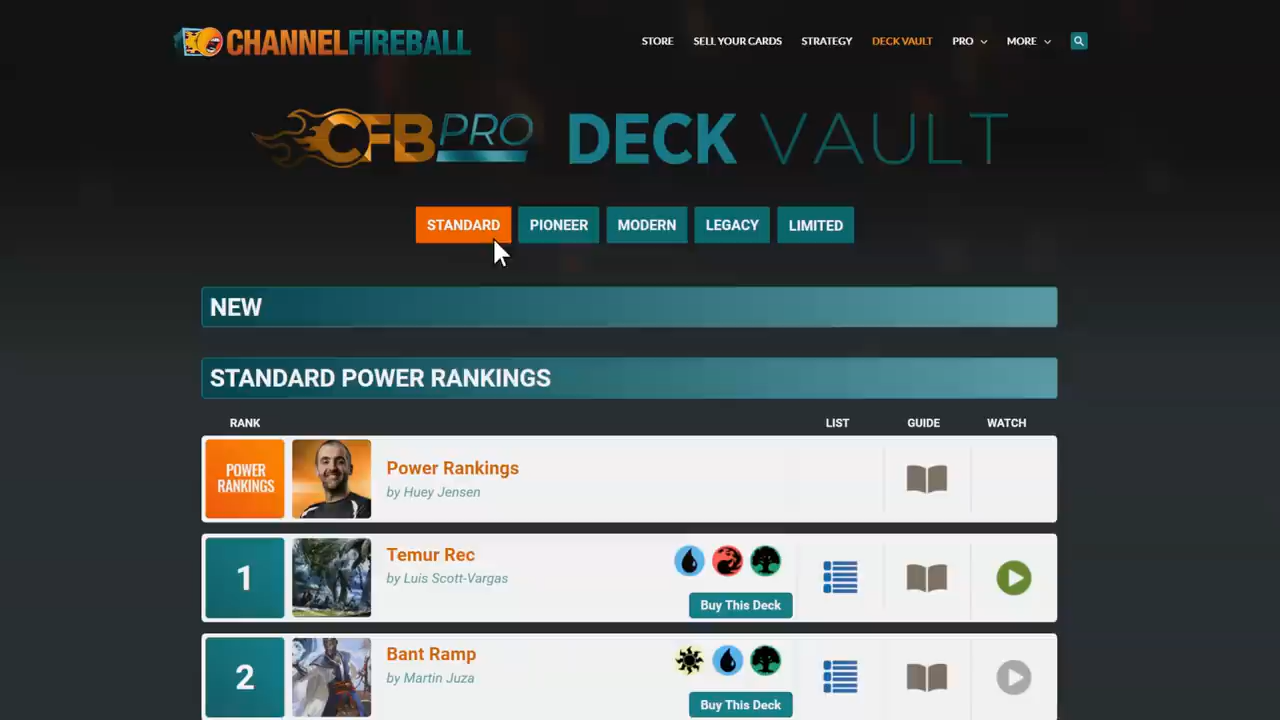 CHANNELFIREBALL
STORE SELL YOUR CARDS STRATEGY DECK VAULT PRO MORE
CFB PRO DECK VAULT
STANDARD PIONEER MODERN LEGACY LIMITED
NEW
STANDARD POWER RANKINGS
RANK LIST GUIDE WATCH
POWER
RANKINGS
Power Rankings
by Huey Jensen
1
Temur Rec
by Luis Scott-Vargas
Buy This Deck
2
Bant Ramp
by Martin Juza
Buy This Deck